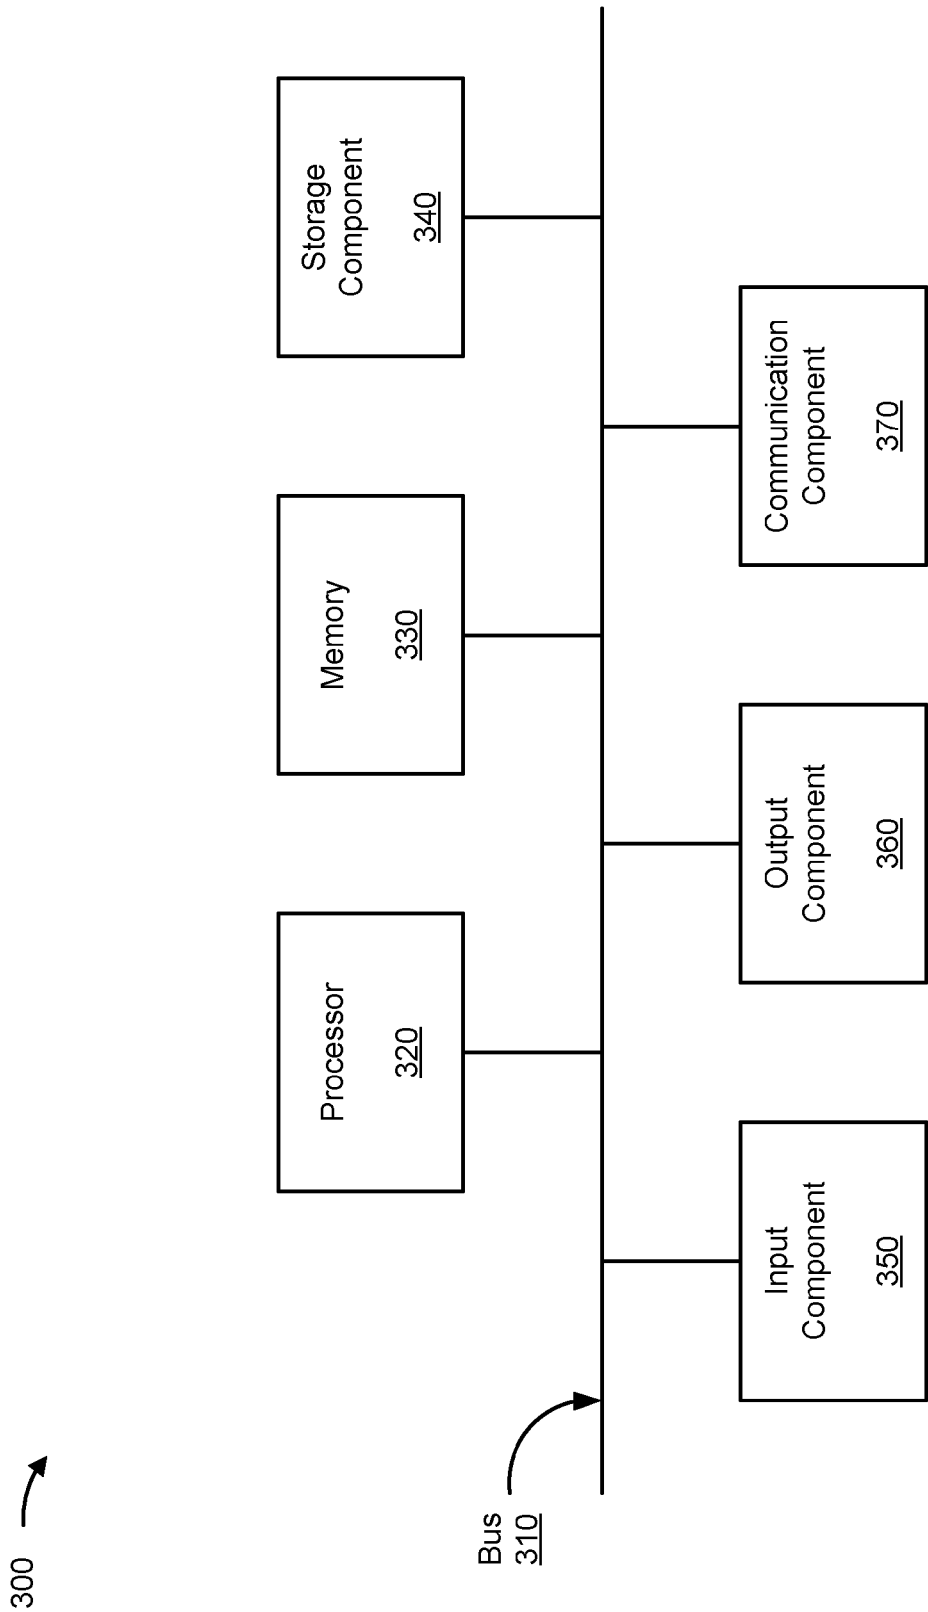 300
Processor
320
Memory
330
Storage
Component
340
Bus
310
Input
Component
350
Output
Component
360
Communication
Component
370